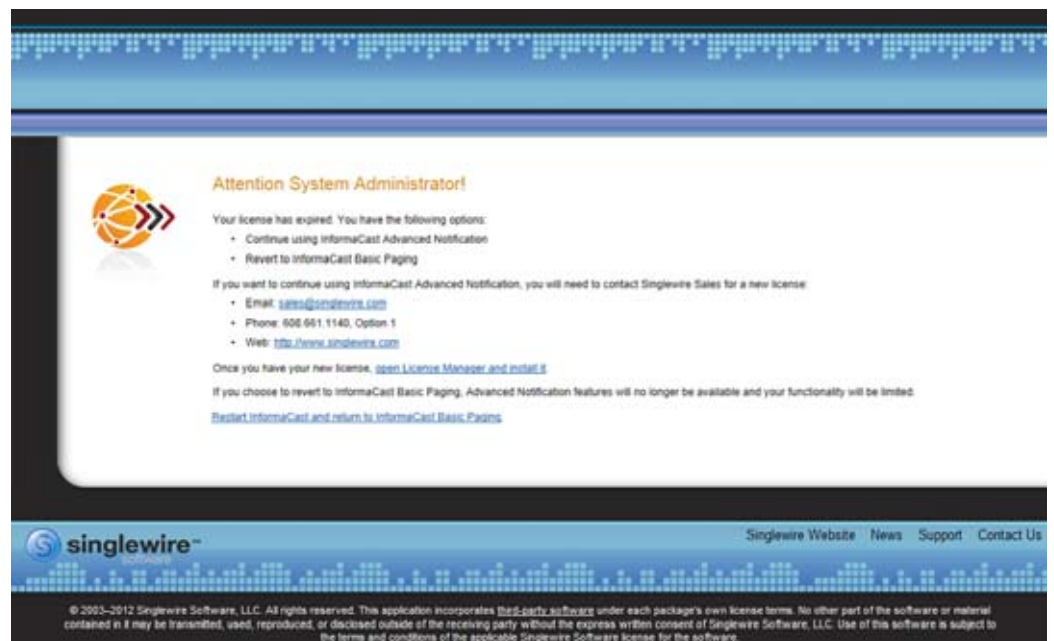 Attention System Administrator!
Your license has expired. You have the following options:
• Continue using InformaCast Advanced Notification
• Revert to InformaCast Basic Paging
If you want to continue using InformaCast Advanced Notification, you will need to contact Singlewire Sales for a new license:
• Email: sales@singlewire.com
• Phone: 608.661.1140, Option 1
• Web: http://www.singlewire.com
Once you have your new license, open License Manager and install it.
If you choose to revert to InformaCast Basic Paging, Advanced Notification features will no longer be available and your functionality will be limited.
Restart InformaCast and return to InformaCast Basic Paging.
Singlewire Website News Support Contact Us
S singlewire™
SOFTWARE
© 2003–2012 Singlewire Software, LLC. All rights reserved. This application incorporates third-party software under each package's own license terms. No other part of the software or material
contained in it may be transmitted, used, reproduced, or disclosed outside of the receiving party without the express written consent of Singlewire Software, LLC. Use of this software is subject to
the terms and conditions of the applicable Singlewire Software license for the software.